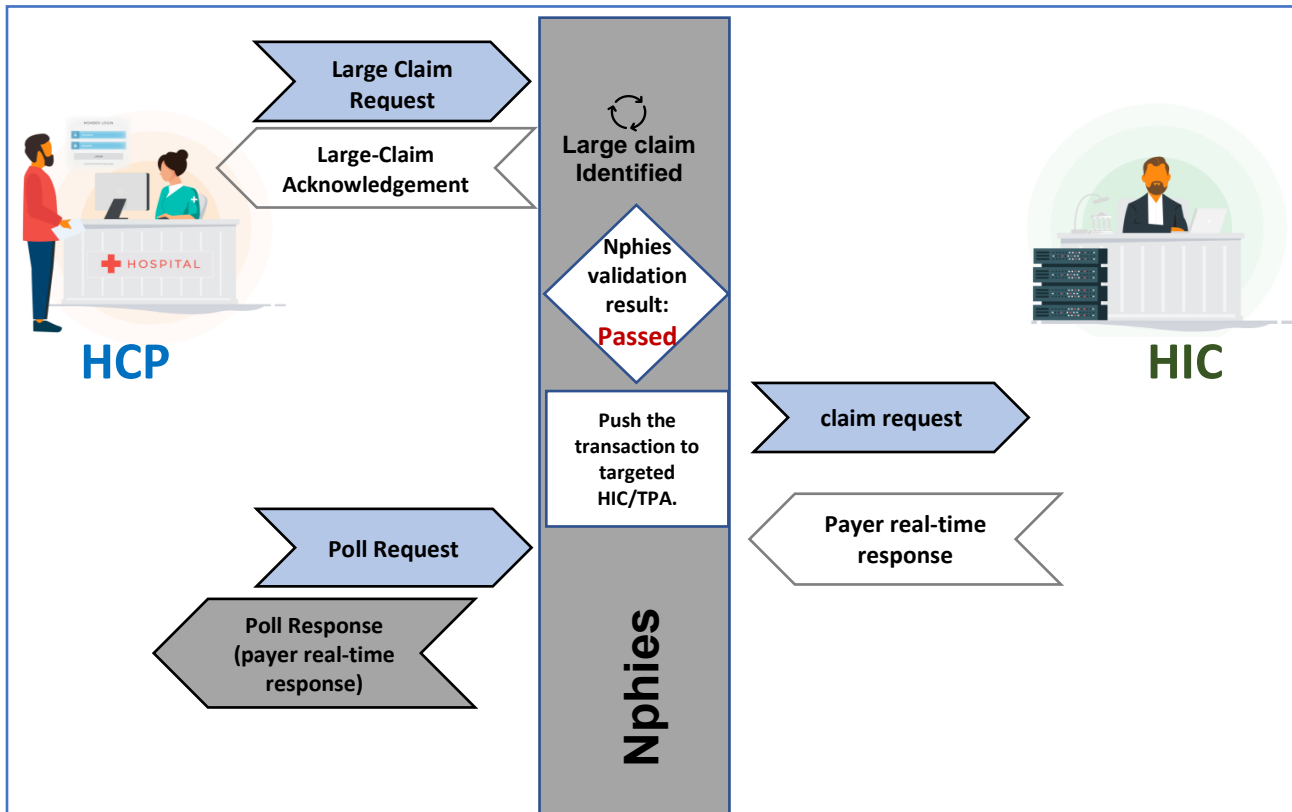 Large Claim
Request
Large-Claim
Acknowledgement
Large claim
Identified
MEMBER LOGIN
HOSPITAL
HCP
HIC
Nphies
validation
result:
Passed
Push the
transaction to
targeted
HIC/TPA.
claim request
Payer real-time
response
Poll Request
Poll Response
(payer real-time
response)
Nphies